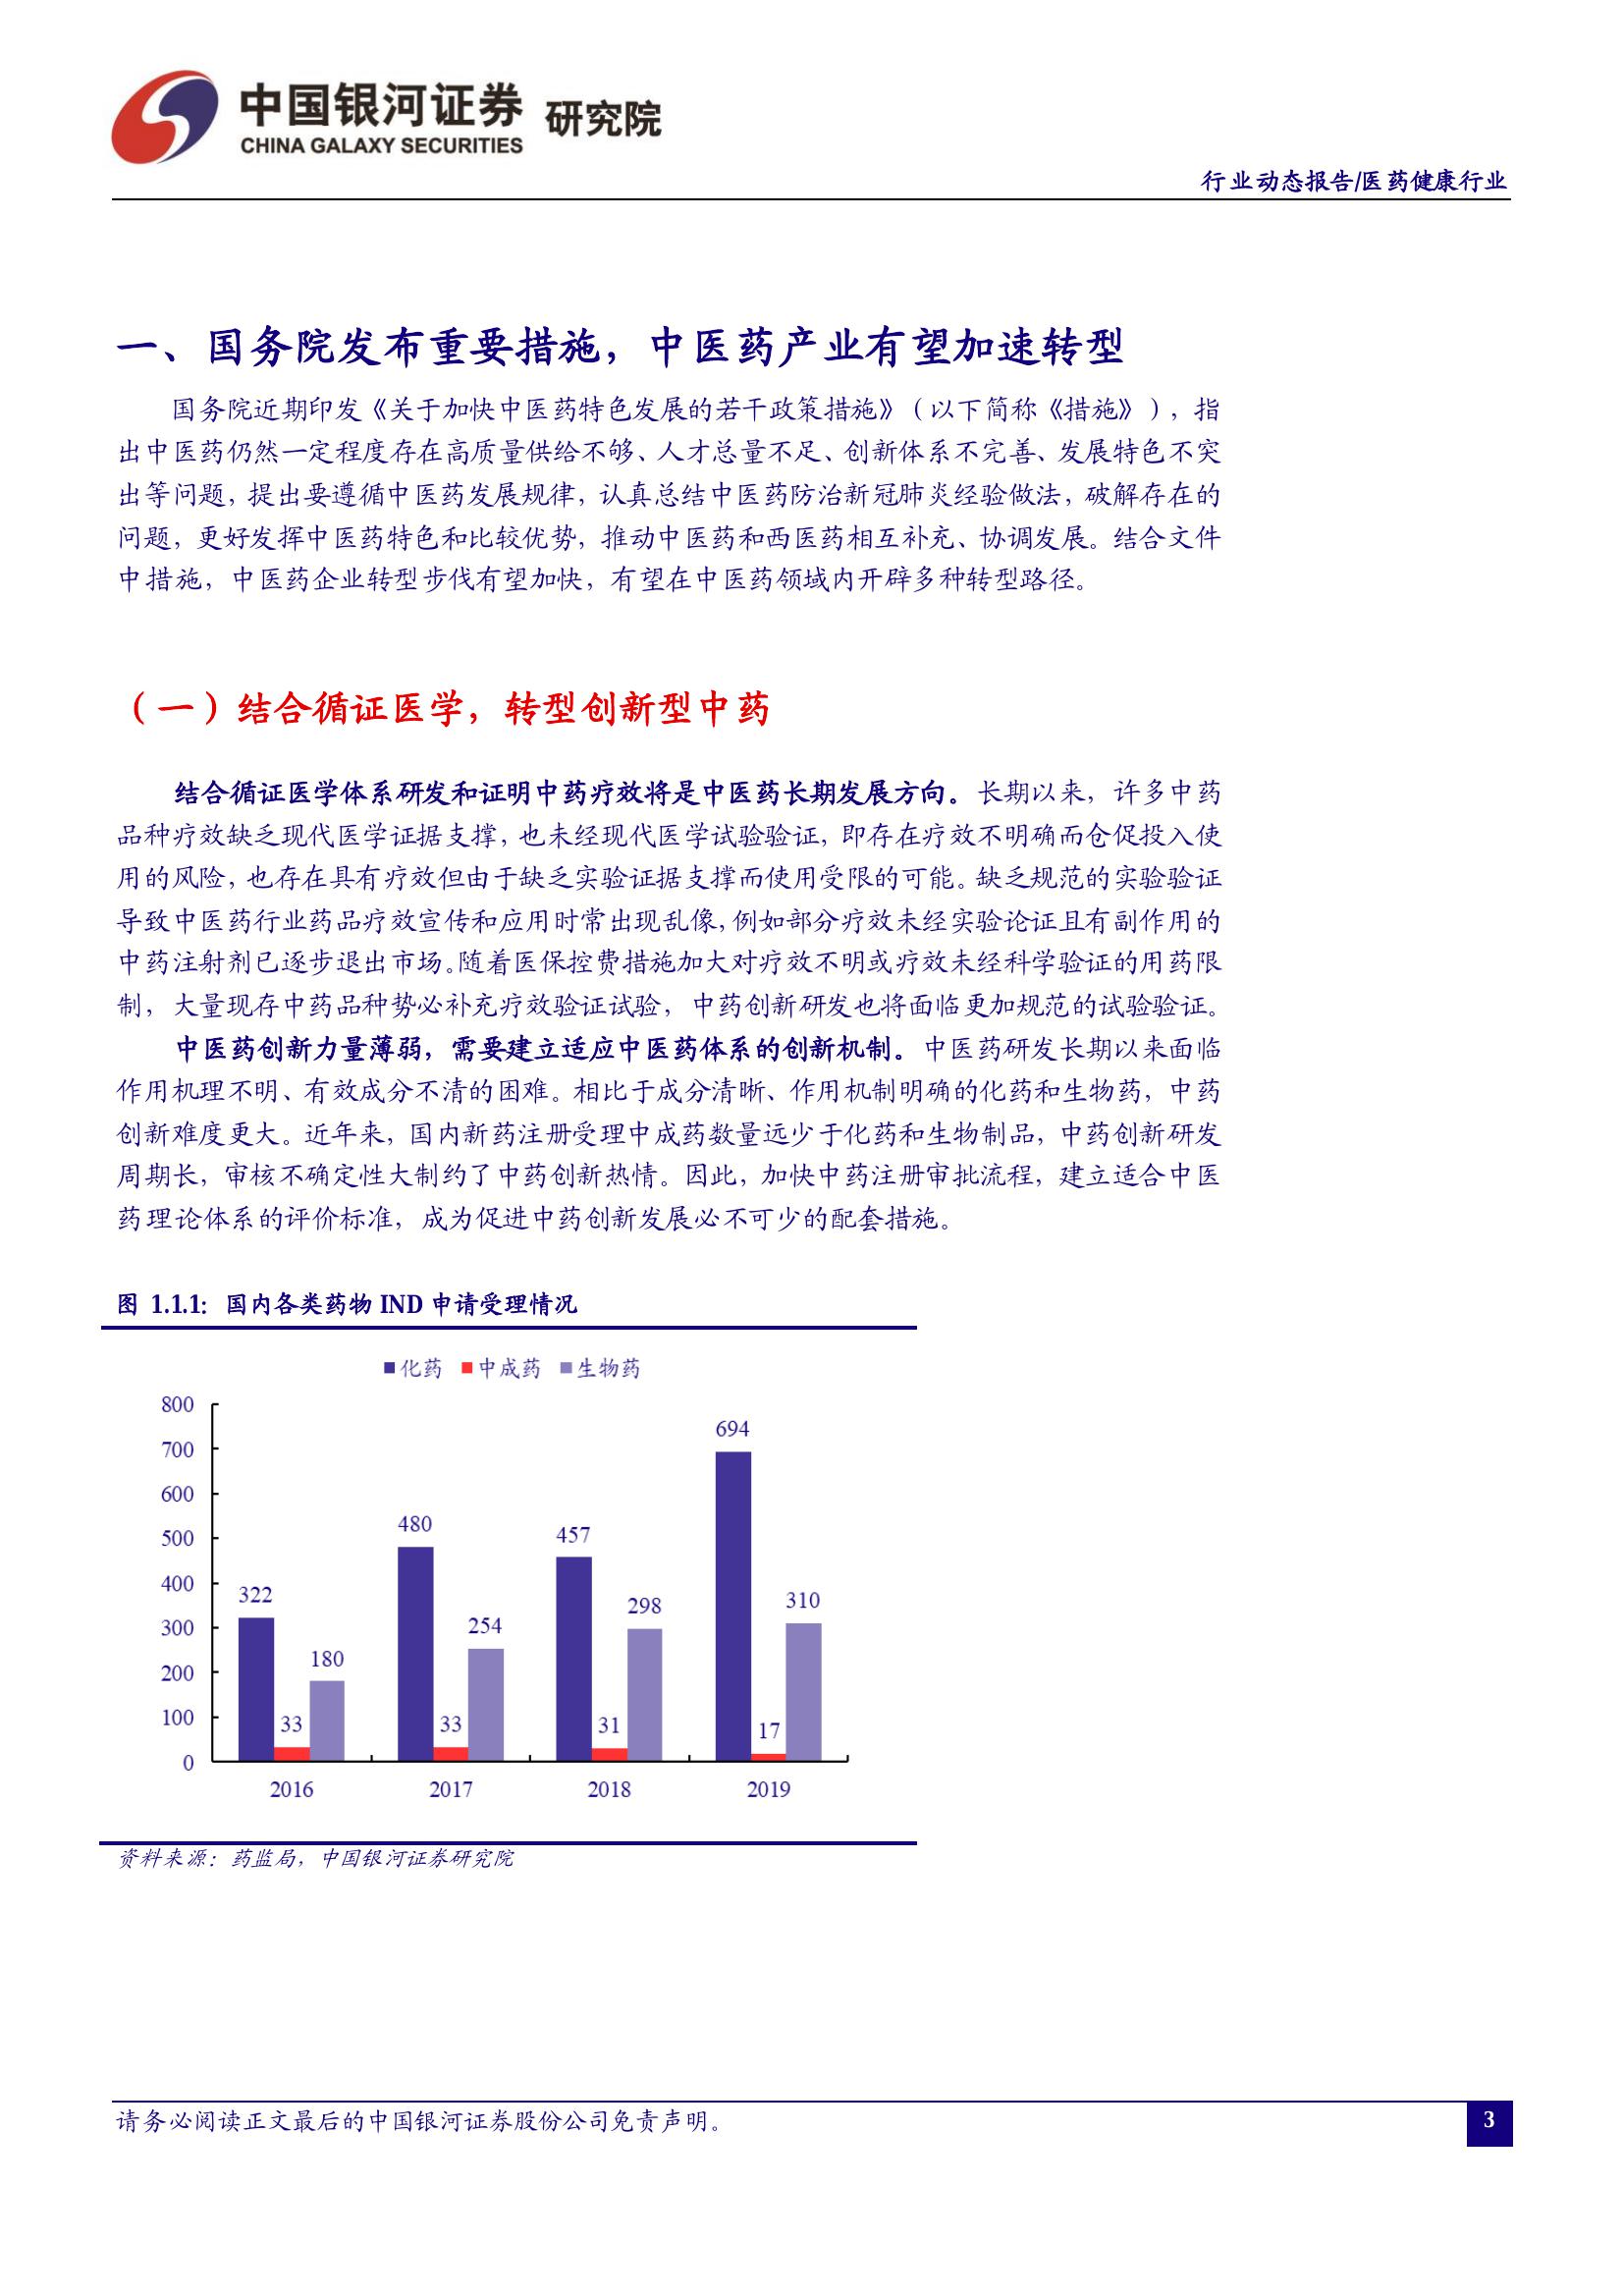 中国银河证券 研究院
CHINA GALAXY SECURITIES
行业动态报告/医药健康行业
一、国务院发布重要措施，中医药产业有望加速转型
国务院近期印发《关于加快中医药特色发展的若干政策措施》（以下简称《措施》），指
出中医药仍然一定程度存在高质量供给不够、人才总量不足、创新体系不完善、发展特色不突
出等问题，提出要遵循中医药发展规律，认真总结中医药防治新冠肺炎经验做法，破解存在的
问题，更好发挥中医药特色和比较优势，推动中医药和西医药相互补充、协调发展。结合文件
中措施，中医药企业转型步伐有望加快，有望在中医药领域内开辟多种转型路径。
（一）结合循证医学，转型创新型中药
结合循证医学体系研发和证明中药疗效将是中医药长期发展方向。长期以来，许多中药
品种疗效缺乏现代医学证据支撑，也未经现代医学试验验证，即存在疗效不明确而仓促投入使
用的风险，也存在具有疗效但由于缺乏实验证据支撑而使用受限的可能。缺乏规范的实验验证
导致中医药行业药品疗效宣传和应用时常出现乱像，例如部分疗效未经实验论证且有副作用的
中药注射剂已逐步退出市场。随着医保控费措施加大对疗效不明或疗效未经科学验证的用药限
制，大量现存中药品种势必补充疗效验证试验，中药创新研发也将面临更加规范的试验验证。
中医药创新力量薄弱，需要建立适应中医药体系的创新机制。中医药研发长期以来面临
作用机理不明、有效成分不清的困难。相比于成分清晰、作用机制明确的化药和生物药，中药
创新难度更大。近年来，国内新药注册受理中成药数量远少于化药和生物制品，中药创新研发
周期长，审核不确定性大制约了中药创新热情。因此，加快中药注册审批流程，建立适合中医
药理论体系的评价标准，成为促进中药创新发展必不可少的配套措施。
图 1.1.1: 国内各类药物 IND 申请受理情况
化药 中成药 生物药
800
700
600
500
400
300
200
100
0
322 33 180
480 33 254
457 31 298
694 17 310
2016 2017 2018 2019
资料来源：药监局，中国银河证券研究院
请务必阅读正文最后的中国银河证券股份公司免责声明。
3